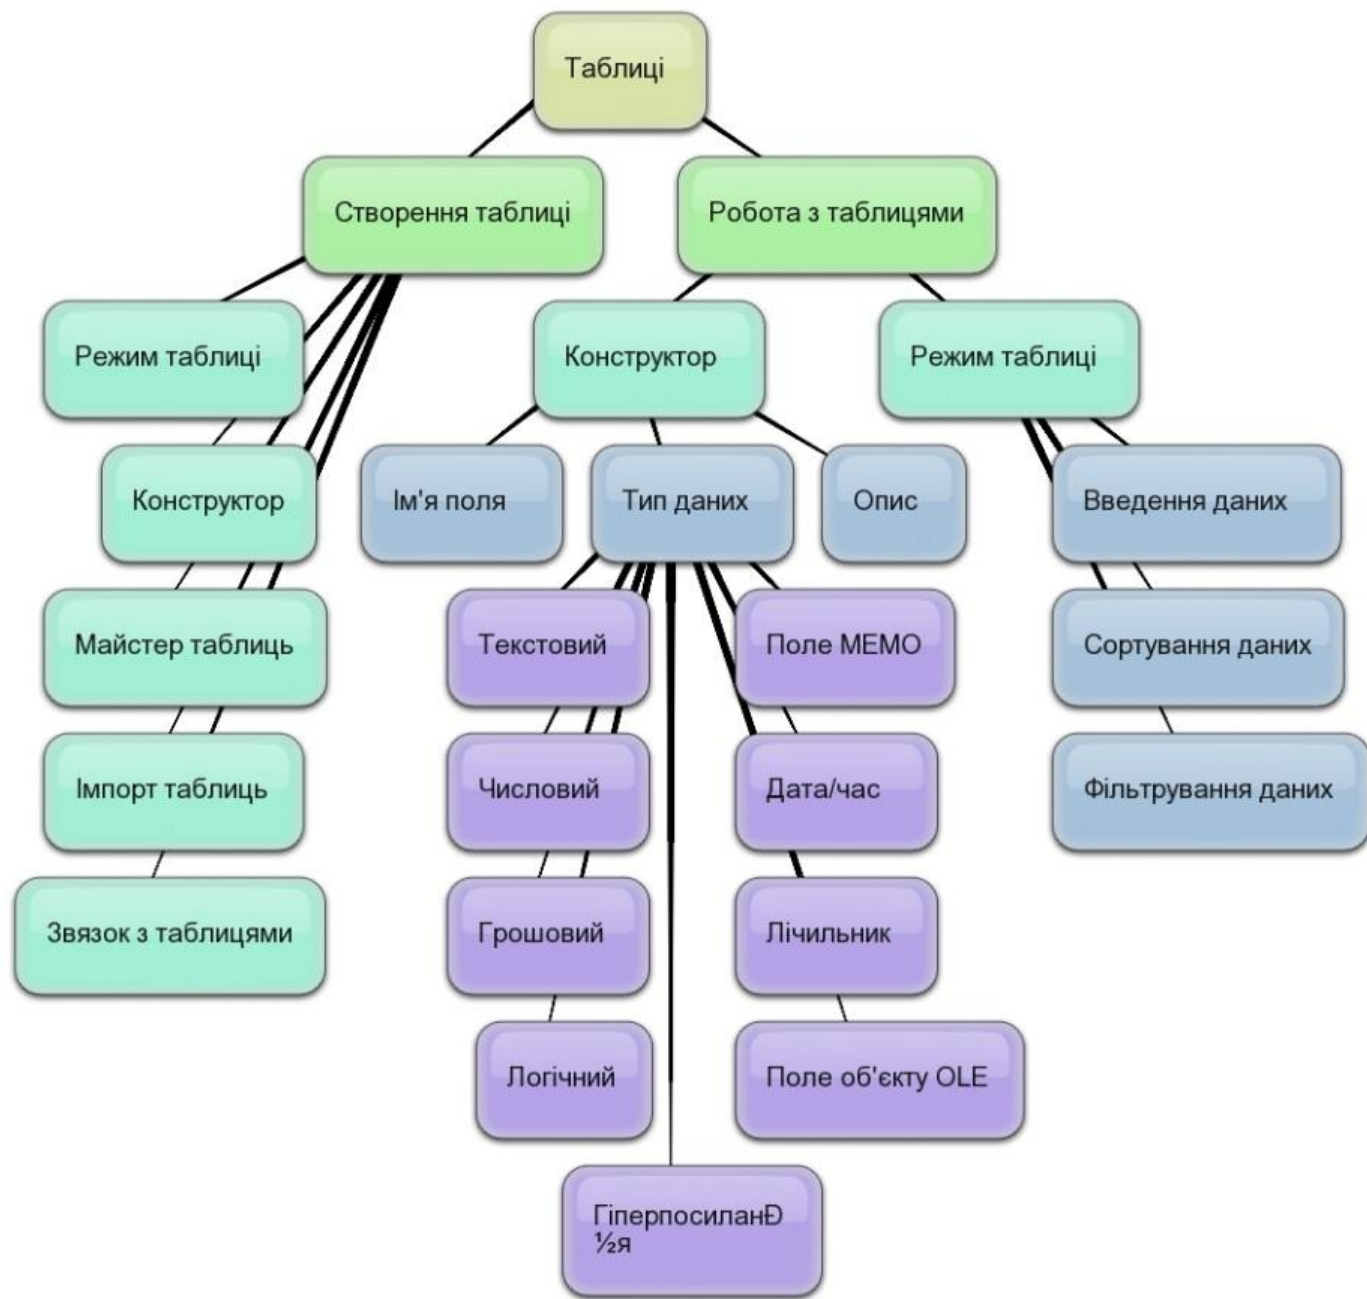 Таблиці
Створення таблиці
Робота з таблицями
Режим таблиці
Конструктор
Режим таблиці
Конструктор
Ім'я поля
Тип даних
Опис
Введення даних
Майстер таблиць
Текстовий
Поле МЕМО
Сортування даних
Імпорт таблиць
Числовий
Дата/час
Фільтрування даних
Звязок з таблицями
Грошовий
Лічильник
Логічний
Поле об'єкту OLE
ГіперпосиланÐ
½я